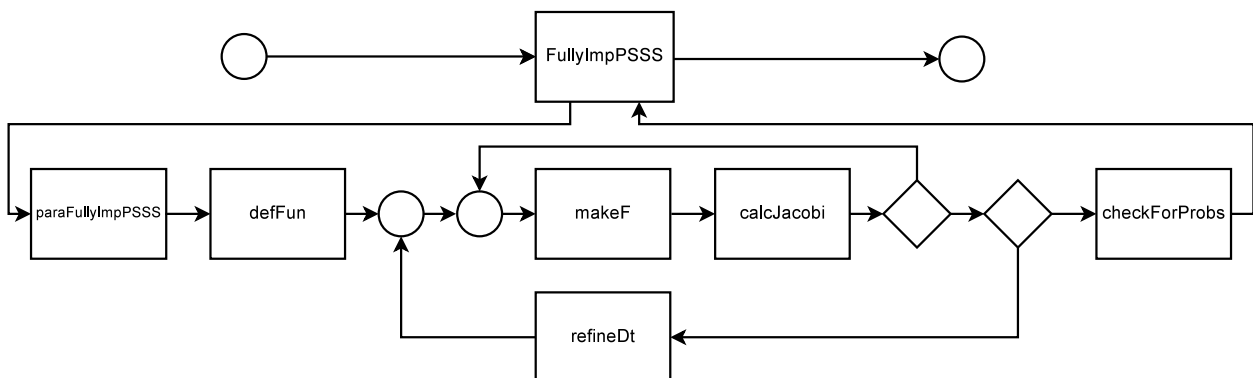 FullyImpPSSS
paraFullyImpPSSS
defFun
makeF
calcJacobi
checkForProbs
refineDt